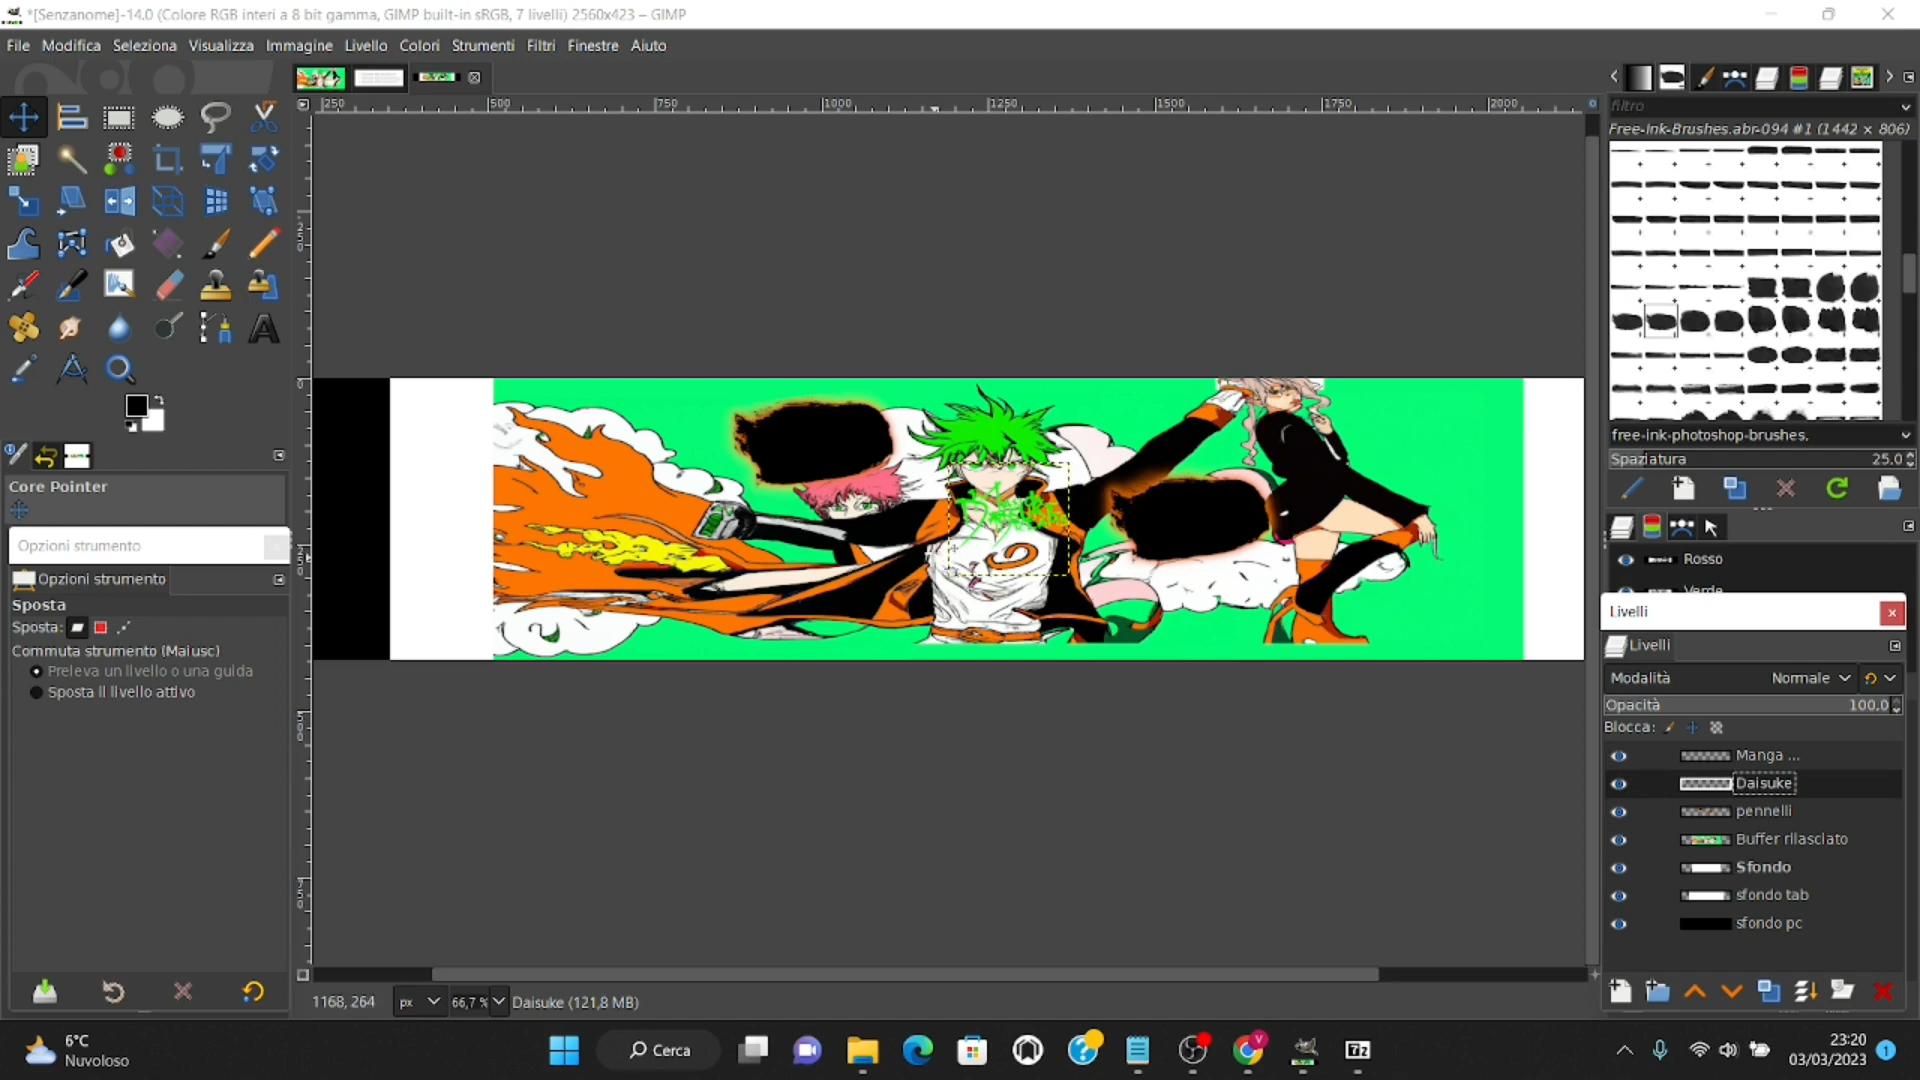 *[Senzanome]-14.0 (Colore RGB interi a 8 bit gamma, GIMP built-in sRGB, 7 livelli) 2560x423 – GIMP
File Modifica Seleziona Visualizza Immagine Livello Colori Strumenti Filtri Finestre Aiuto
250 500 750 1000 1250 1500 1750 2000
filtro
Free-Ink-Brushes.abr-094 #1 (1442 × 806)
free-ink-photoshop-brushes,
Spaziatura 25.0
Core Pointer
Opzioni strumento
Opzioni strumento
Sposta
Sposta:
Commuta strumento (Maiusc)
Preleva un livello o una guida
Sposta il livello attivo
Rosso
Verde
Livelli
Livelli
Modalità Normale
Opacità 100.0
Blocca:
Manga ...
Daisuke
pennelli
Buffer rilasciato
Sfondo
sfondo tab
sfondo pc
1168, 264 px 66,7 % Daisuke (121,8 MB)
6°C
Nuvoloso
Cerca
23:20
03/03/2023
1